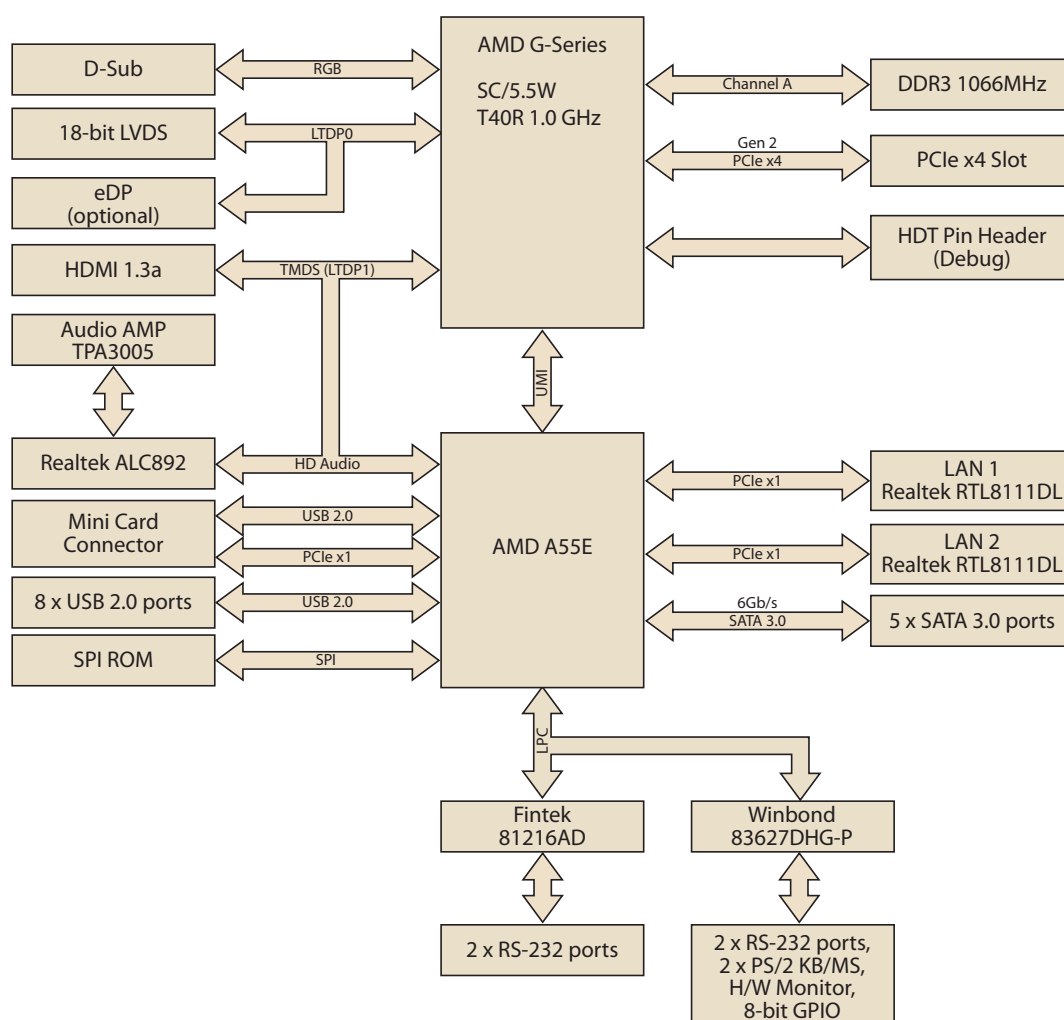 AMD G-Series
SC/5.5W
T40R 1.0 GHz
D-Sub
RGB
18-bit LVDS
LTDP0
eDP
(optional)
HDMI 1.3a
TMDS (LTDP1)
Audio AMP
TPA3005
Channel A
DDR3 1066MHz
Gen 2
PCIe x4
PCIe x4 Slot
HDT Pin Header
(Debug)
UMI
Realtek ALC892
HD Audio
Mini Card
Connector
USB 2.0
PCIe x1
8 x USB 2.0 ports
USB 2.0
SPI ROM
SPI
AMD A55E
PCIe x1
LAN 1
Realtek RTL8111DL
PCIe x1
LAN 2
Realtek RTL8111DL
6Gb/s
SATA 3.0
5 x SATA 3.0 ports
LPC
Fintek
81216AD
Winbond
83627DHG-P
2 x RS-232 ports
2 x RS-232 ports,
2 x PS/2 KB/MS,
H/W Monitor,
8-bit GPIO